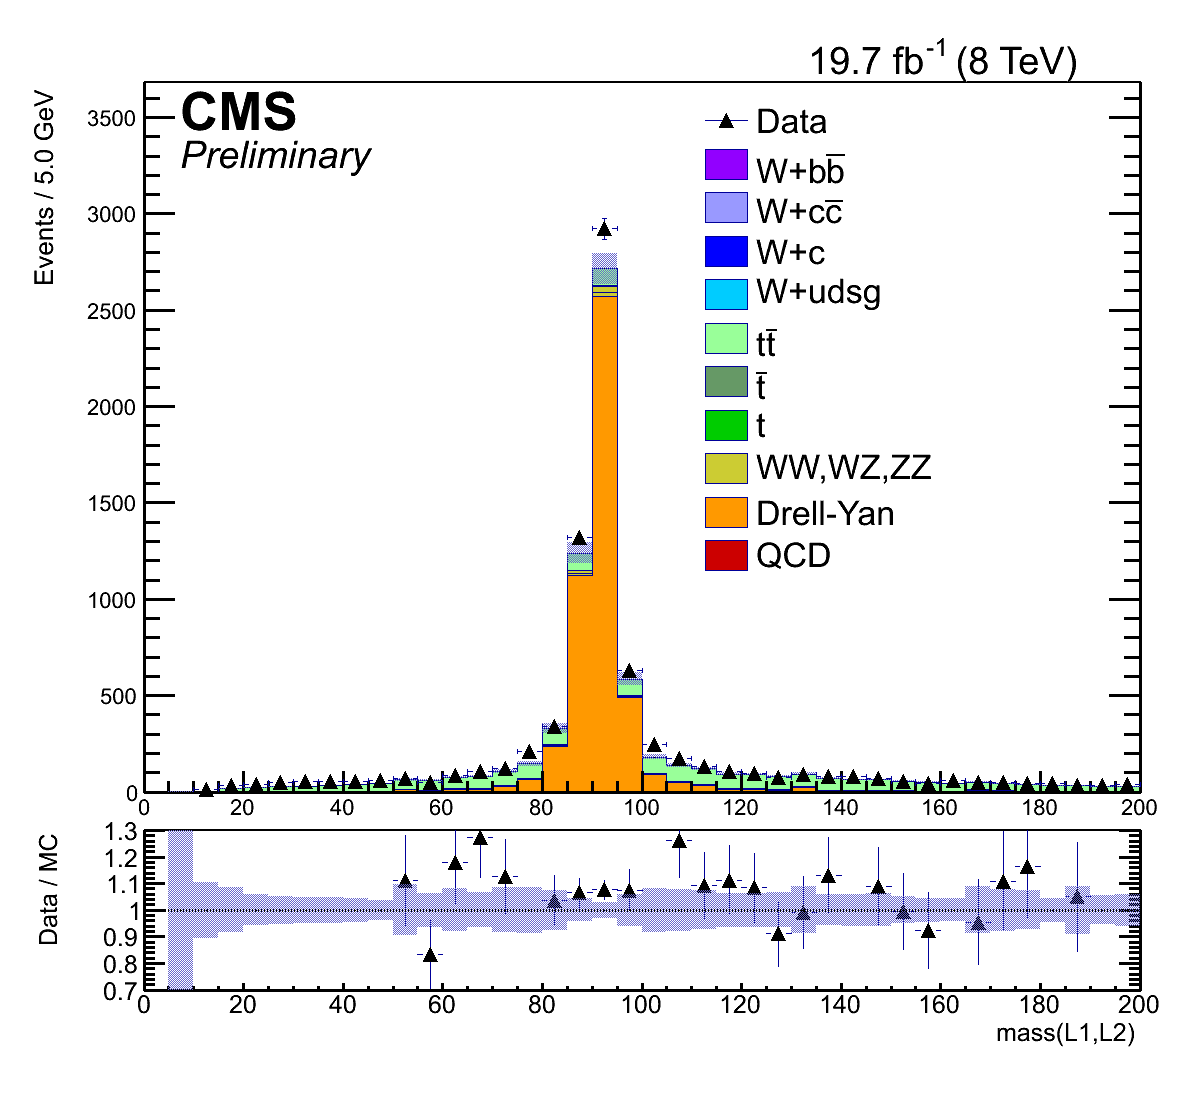 19.7 fb⁻¹ (8 TeV)
CMS
Preliminary
Events / 5.0 GeV
3500
3000
2500
2000
1500
1000
500
0
Data
W+bb̅
W+cc̅
W+c
W+udsg
tt̅
t̅
t
WW,WZ,ZZ
Drell-Yan
QCD
0 20 40 60 80 100 120 140 160 180 200
Data / MC
1.3
1.2
1.1
1
0.9
0.8
0.7
0 20 40 60 80 100 120 140 160 180 200
mass(L1,L2)